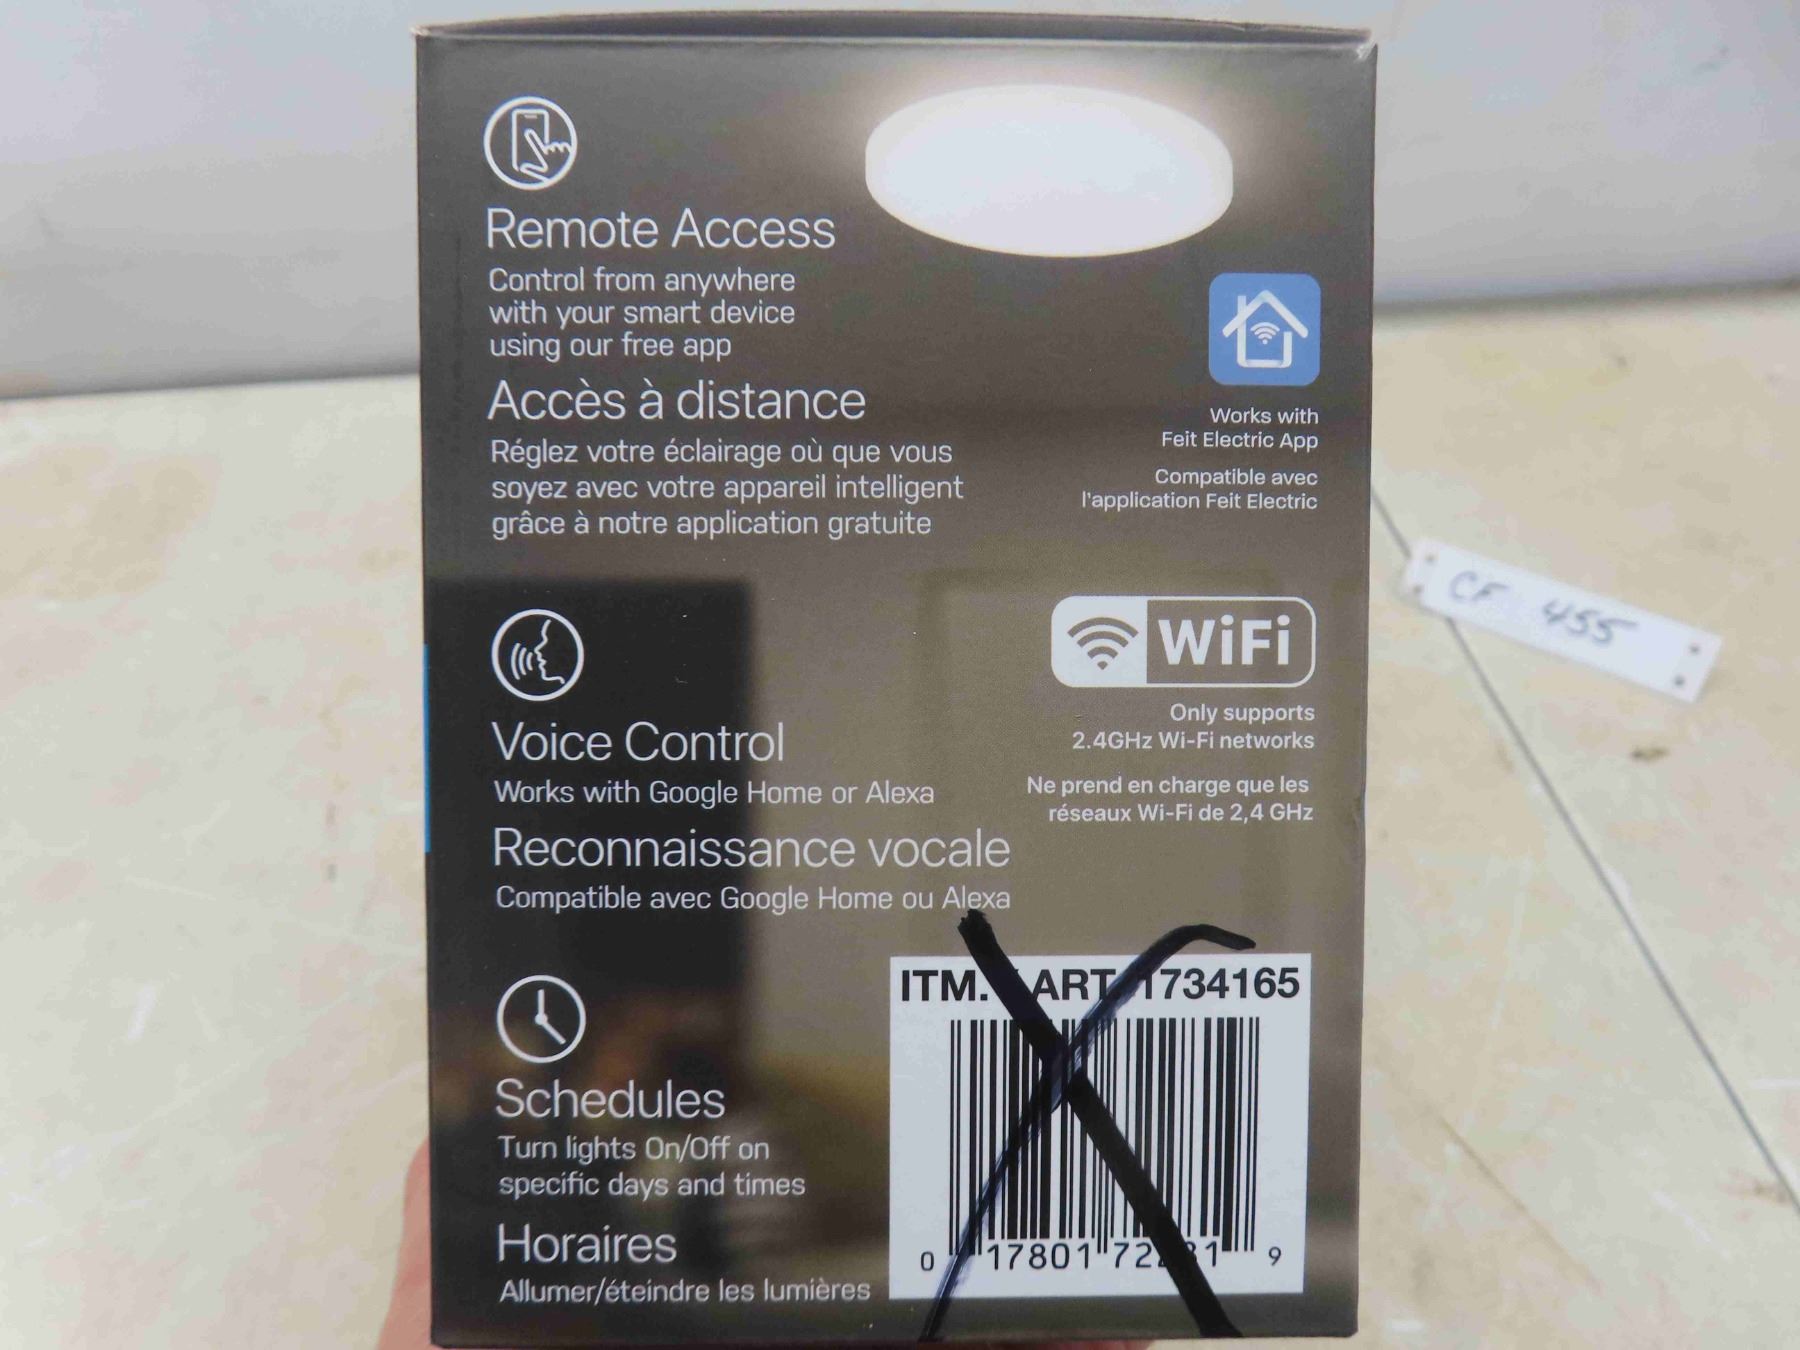 Remote Access
Control from anywhere
with your smart device
using our free app
Accès à distance
Réglez votre éclairage où que vous
soyez avec votre appareil intelligent
grâce à notre application gratuite
Works with
Feit Electric App
Compatible avec
l'application Feit Electric
WiFi
Only supports
2.4GHz Wi-Fi networks
Ne prend en charge que les
réseaux Wi-Fi de 2,4 GHz
CF 455
Voice Control
Works with Google Home or Alexa
Reconnaissance vocale
Compatible avec Google Home ou Alexa
Schedules
Turn lights On/Off on
specific days and times
Horaires
Allumer/éteindre les lumières
ITM. / ART. 1734165
0 17801 9